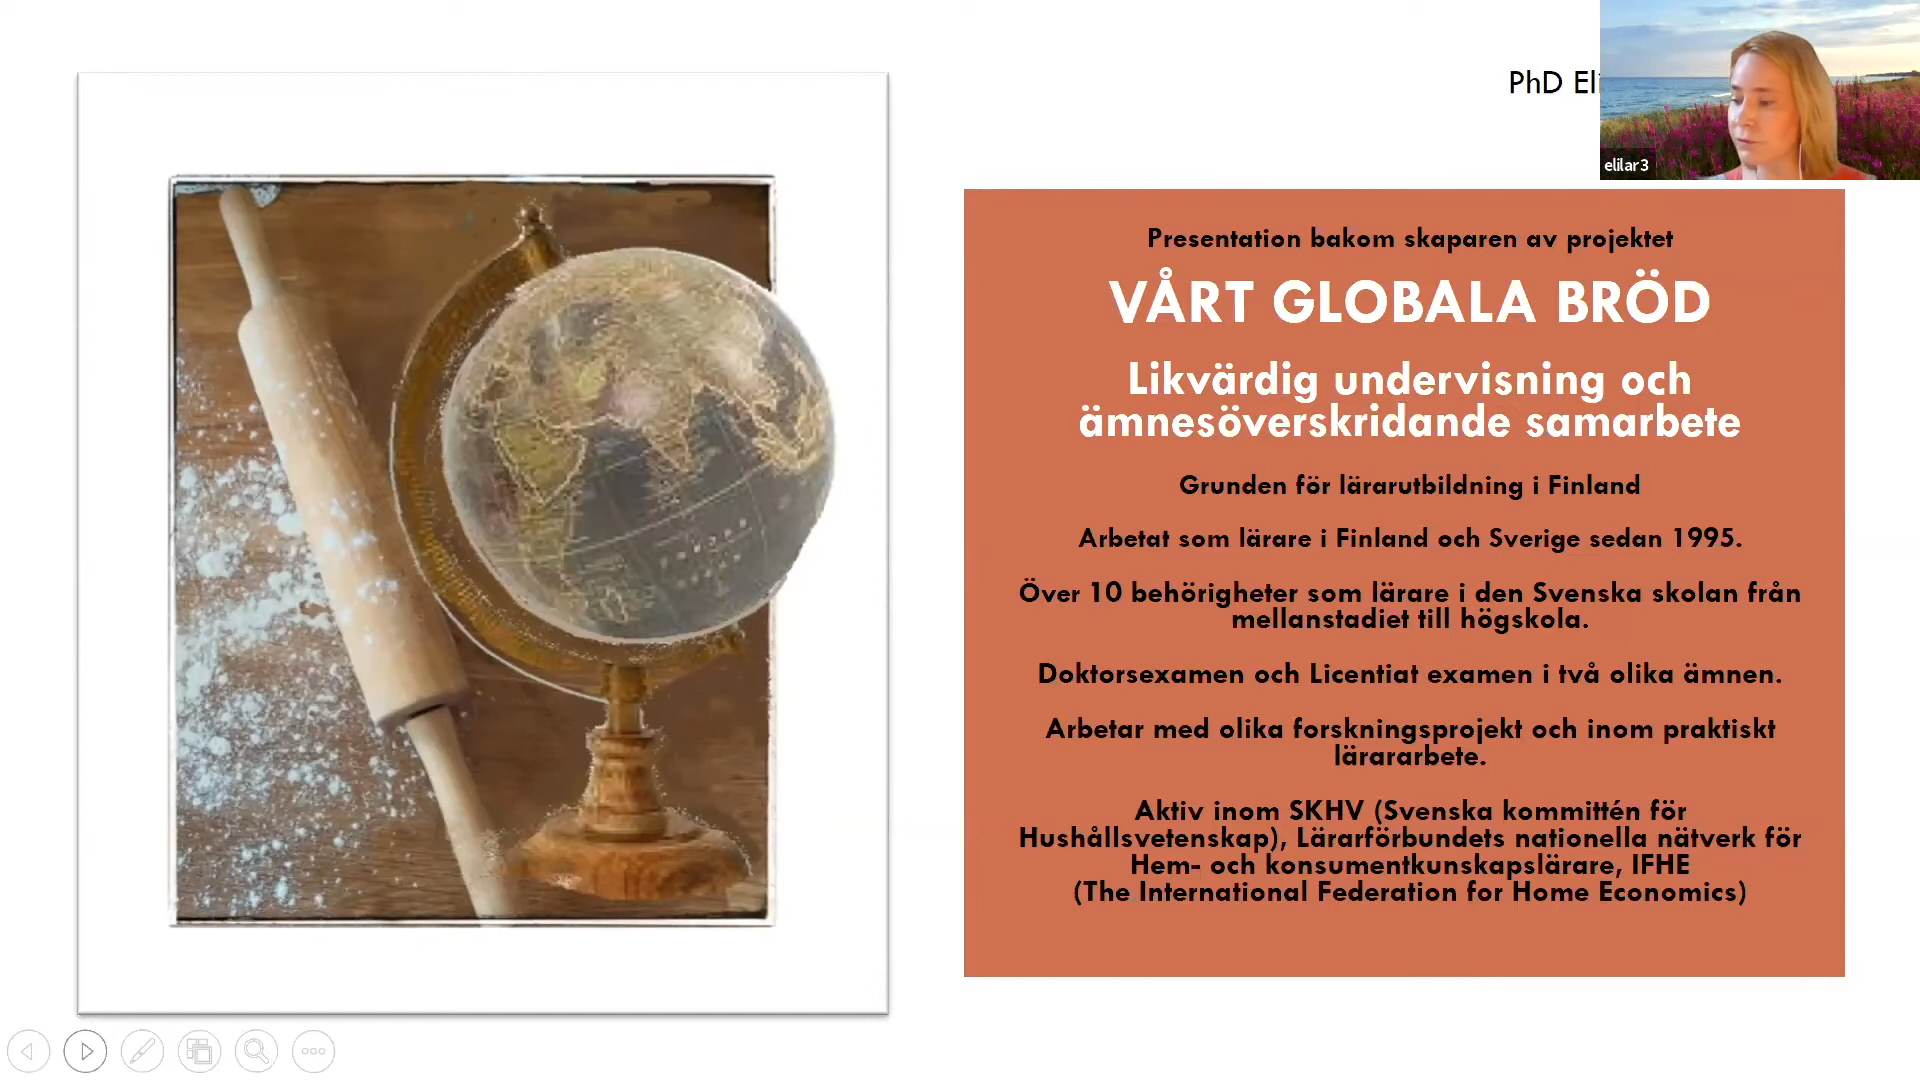 PhD
elilar3
Presentation bakom skaparen av projektet
VÅRT GLOBALA BRÖD
Likvärdig undervisning och
ämnesöverskridande samarbete
Grunden för lärarutbildning i Finland
Arbetat som lärare i Finland och Sverige sedan 1995.
Över 10 behörigheter som lärare i den Svenska skolan från
mellanstadiet till högskola.
Doktorsexamen och Licentiat examen i två olika ämnen.
Arbetar med olika forskningsprojekt och inom praktiskt
lärararbete.
Aktiv inom SKHV (Svenska kommittén för
Hushållsvetenskap), Lärarförbundets nationella nätverk för
Hem- och konsumentkunskapslärare, IFHE
(The International Federation for Home Economics)